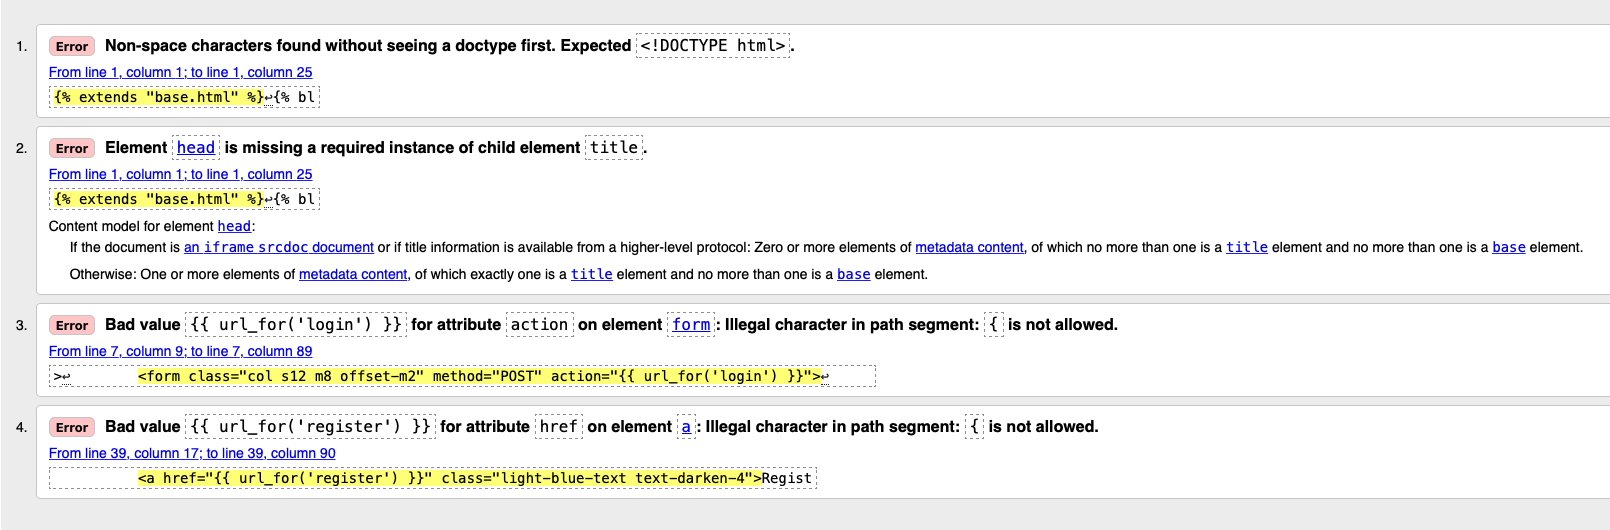 1. Error Non-space characters found without seeing a doctype first. Expected <!DOCTYPE html>.
From line 1, column 1; to line 1, column 25
{% extends "base.html" %}↩{% bl
2. Error Element head is missing a required instance of child element title.
From line 1, column 1; to line 1, column 25
{% extends "base.html" %}↩{% bl
Content model for element head:
If the document is an iframe srcdoc document or if title information is available from a higher-level protocol: Zero or more elements of metadata content, of which no more than one is a title element and no more than one is a base element.
Otherwise: One or more elements of metadata content, of which exactly one is a title element and no more than one is a base element.
3. Error Bad value {{ url_for('login') }} for attribute action on element form: Illegal character in path segment: { is not allowed.
From line 7, column 9; to line 7, column 89
>↩ <form class="col s12 m8 offset-m2" method="POST" action="{{ url_for('login') }}">↩
4. Error Bad value {{ url_for('register') }} for attribute href on element a: Illegal character in path segment: { is not allowed.
From line 39, column 17; to line 39, column 90
<a href="{{ url_for('register') }}" class="light-blue-text text-darken-4">Regist